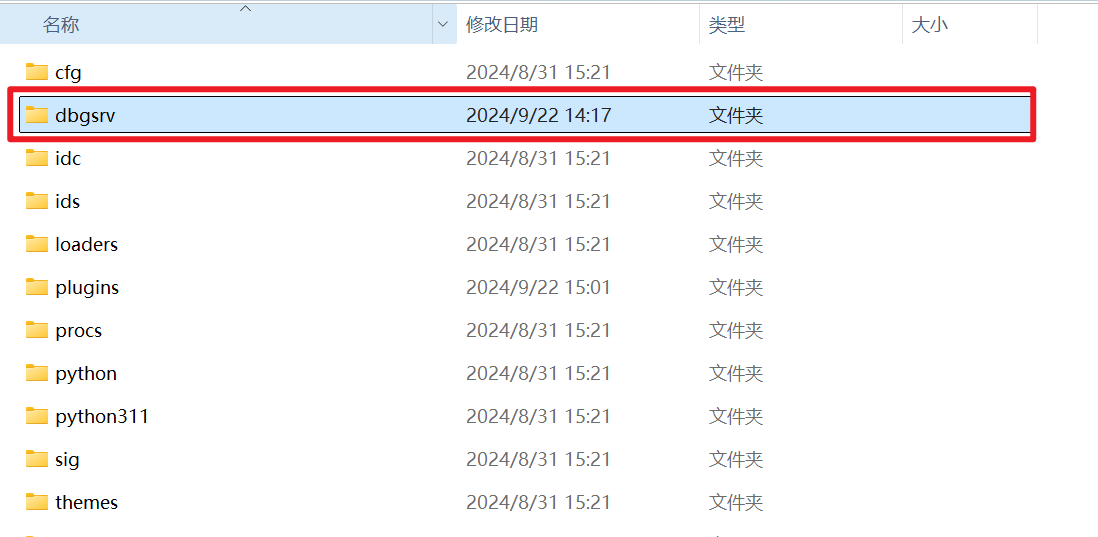 名称 修改日期 类型 大小
cfg 2024/8/31 15:21 文件夹
dbgsrv 2024/9/22 14:17 文件夹
idc 2024/8/31 15:21 文件夹
ids 2024/8/31 15:21 文件夹
loaders 2024/8/31 15:21 文件夹
plugins 2024/9/22 15:01 文件夹
procs 2024/8/31 15:21 文件夹
python 2024/8/31 15:21 文件夹
python311 2024/8/31 15:21 文件夹
sig 2024/8/31 15:21 文件夹
themes 2024/8/31 15:21 文件夹